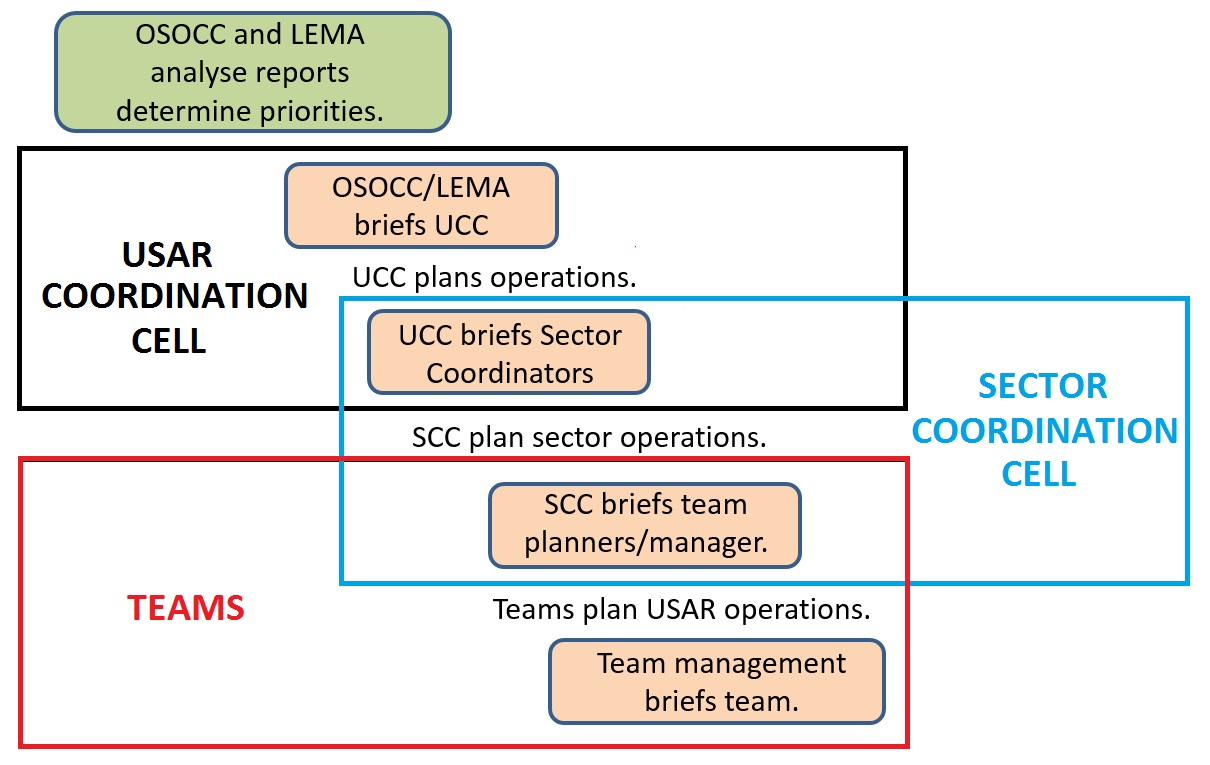 OSOCC and LEMA
analyse reports
determine priorities.
OSOCC/LEMA
briefs UCC
USAR
COORDINATION
CELL
UCC plans operations.
UCC briefs Sector
Coordinators
SECTOR
COORDINATION
CELL
SCC plan sector operations.
SCC briefs team
planners/manager.
TEAMS
Teams plan USAR operations.
Team management
briefs team.